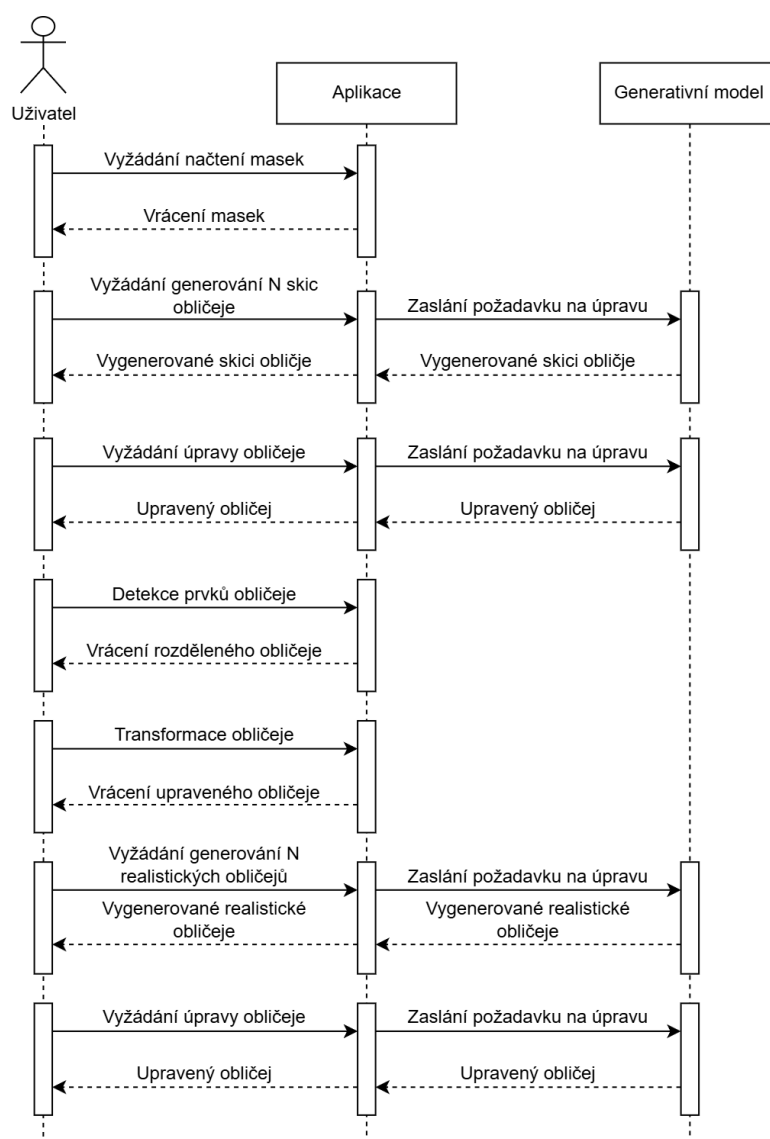 Uživatel
Aplikace
Generativní model
Vyžádání načtení masek
Vrácení masek
Vyžádání generování N skic
obličeje
Zaslání požadavku na úpravu
Vygenerované skici obličje
Vygenerované skici obličje
Vyžádání úpravy obličeje
Zaslání požadavku na úpravu
Upravený obličej
Upravený obličej
Detekce prvků obličeje
Vrácení rozděleného obličeje
Transformace obličeje
Vrácení upraveného obličeje
Vyžádání generování N
realistických obličejů
Zaslání požadavku na úpravu
Vygenerované realistické
obličeje
Vygenerované realistické
obličeje
Vyžádání úpravy obličeje
Zaslání požadavku na úpravu
Upravený obličej
Upravený obličej